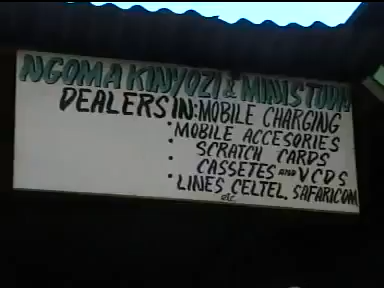 NGOMA KINYOZI & MINISTUDIO
DEALERS IN: MOBILE CHARGING
• MOBILE ACCESORIES
• SCRATCH CARDS
• CASSETES AND VCDS
• LINES CELTEL, SAFARICOM
etc